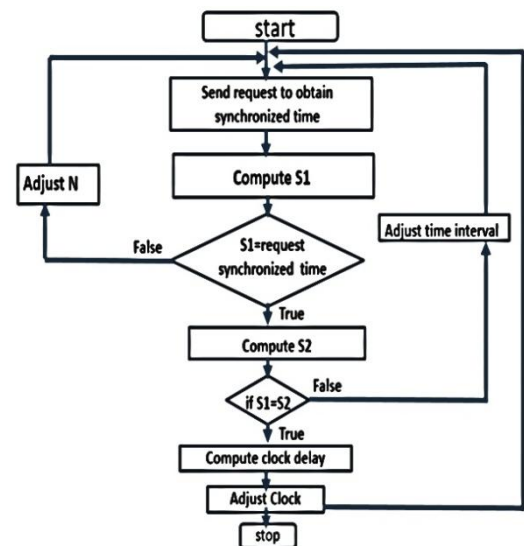 start
Send request to obtain
synchronized time
Compute S1
Adjust N
Adjust time interval
False
S1=request
synchronized time
True
Compute S2
False
if S1=S2
True
Compute clock delay
Adjust Clock
stop